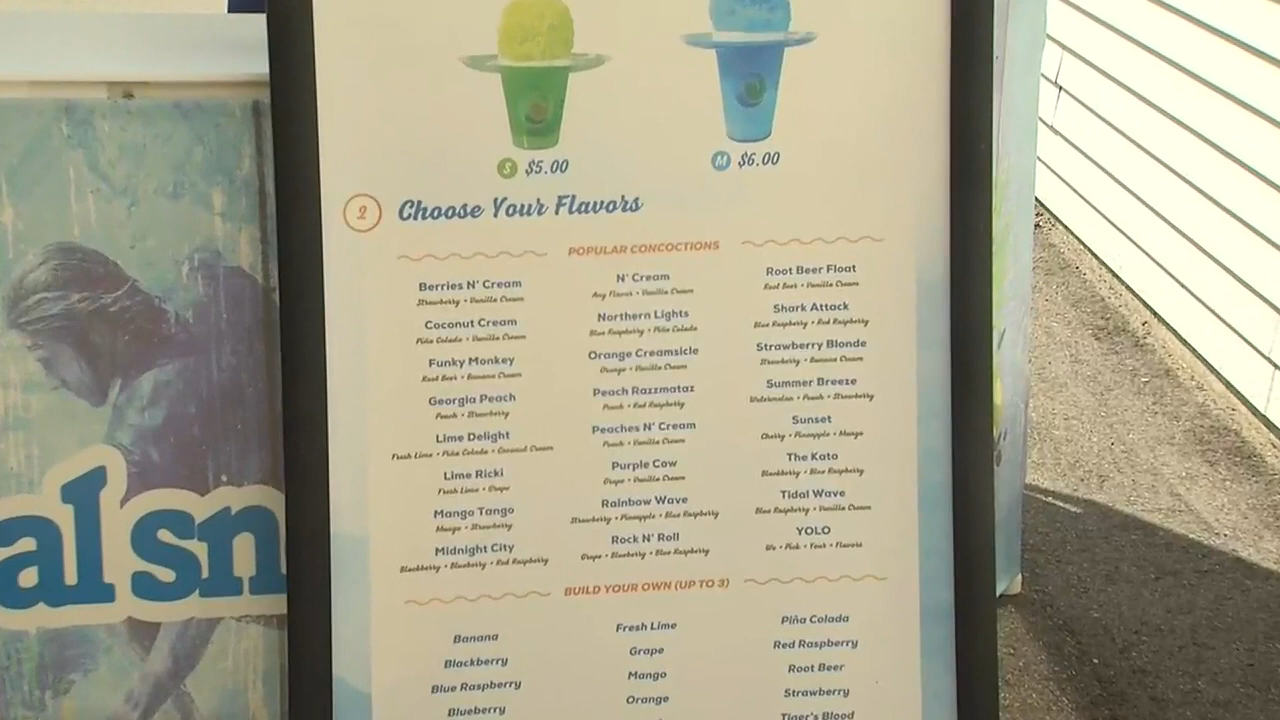 S $5.00
M $6.00
2 Choose Your Flavors
POPULAR CONCOCTIONS
Berries N' Cream
Strawberry • Vanilla Cream
Coconut Cream
Piña Colada • Vanilla Cream
Funky Monkey
Root Beer • Banana Cream
Georgia Peach
Peach • Strawberry
Lime Delight
Fresh Lime • Piña Colada • Coconut Cream
Lime Ricki
Fresh Lime • Grape
Mango Tango
Mango • Strawberry
Midnight City
Blackberry • Blueberry • Red Raspberry
N' Cream
Any Flavor • Vanilla Cream
Northern Lights
Blue Raspberry • Piña Colada
Orange Creamsicle
Orange • Vanilla Cream
Peach Razzmataz
Peach • Red Raspberry
Peaches N' Cream
Peach • Vanilla Cream
Purple Cow
Grape • Vanilla Cream
Rainbow Wave
Strawberry • Pineapple • Blue Raspberry
Rock N' Roll
Grape • Blueberry • Blue Raspberry
Root Beer Float
Root Beer • Vanilla Cream
Shark Attack
Blue Raspberry • Red Raspberry
Strawberry Blonde
Strawberry • Banana Cream
Summer Breeze
Watermelon • Peach • Strawberry
Sunset
Cherry • Pineapple • Mango
The Kato
Blackberry • Blue Raspberry
Tidal Wave
Blue Raspberry • Vanilla Cream
YOLO
We • Pick • Your • Flavors
BUILD YOUR OWN (UP TO 3)
Banana
Blackberry
Blue Raspberry
Blueberry
Fresh Lime
Grape
Mango
Orange
Piña Colada
Red Raspberry
Root Beer
Strawberry
Tiger's Blood
al sn